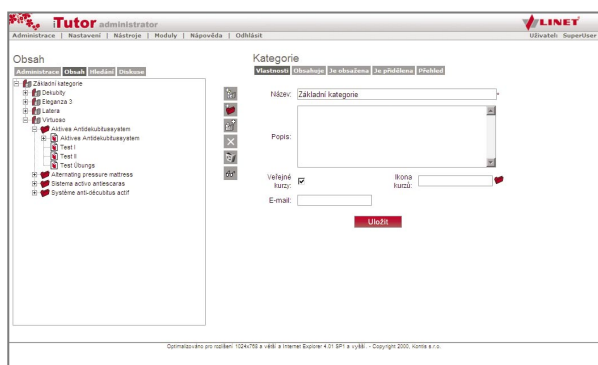 iTutor administrator
LINET
Administrace | Nastavení | Nástroje | Moduly | Nápověda | Odhlásit
Uživatel: SuperUser
Obsah
Administrace Obsah Hledání Diskuse
Základní kategorie
Dekubity
Eleganza 3
Latera
Virtuoso
Aktives Antidekubitussystem
Aktives Antidekubitussystem
Test I
Test II
Test Übungs
Alternating pressure mattress
Sistema activo antiescaras
Système anti-décubitus actif
Kategorie
Vlastnosti Obsahuje Je obsažena Je přidělena Přehled
Název: Základní kategorie *
Popis:
Veřejné kurzy:
Ikona kurzů:
E-mail:
Uložit
Optimalizováno pro rozlišení 1024x768 a větší a Internet Explorer 4.01 SP1 a vyšší. - Copyright 2000, Kontis s.r.o.